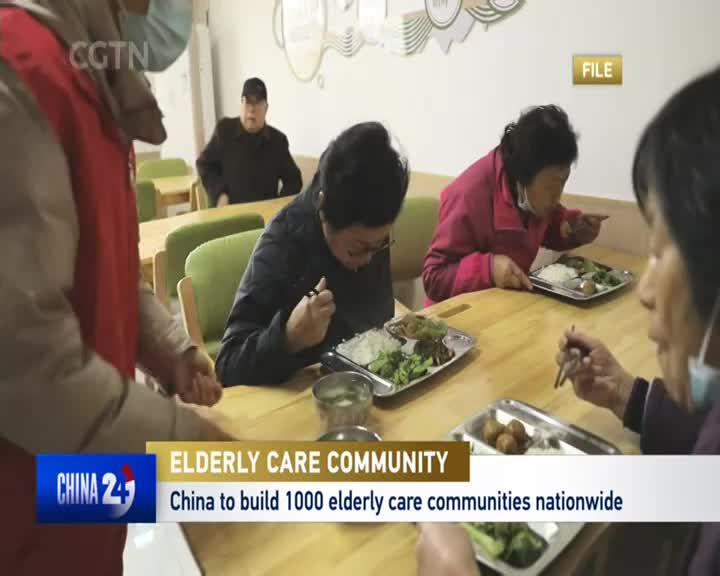 CGTN
FILE
ELDERLY CARE COMMUNITY
CHINA 24
China to build 1000 elderly care communities nationwide